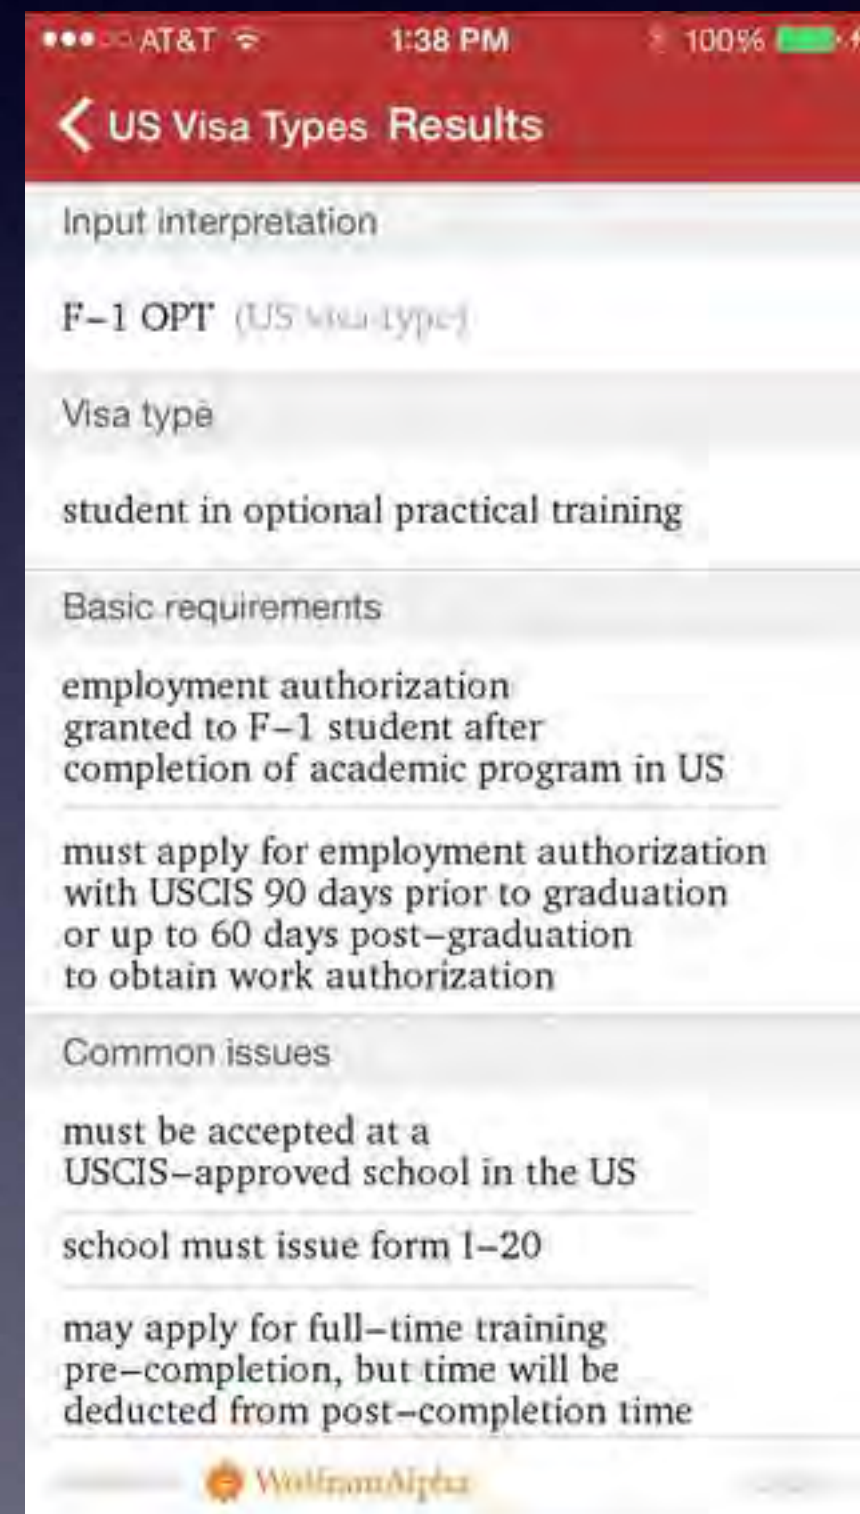 AT&T 1:38 PM 100%
US Visa Types Results
Input interpretation
F–1 OPT (US visa type)
Visa type
student in optional practical training
Basic requirements
employment authorization
granted to F–1 student after
completion of academic program in US
must apply for employment authorization
with USCIS 90 days prior to graduation
or up to 60 days post–graduation
to obtain work authorization
Common issues
must be accepted at a
USCIS–approved school in the US
school must issue form I–20
may apply for full–time training
pre–completion, but time will be
deducted from post–completion time
WolframAlpha